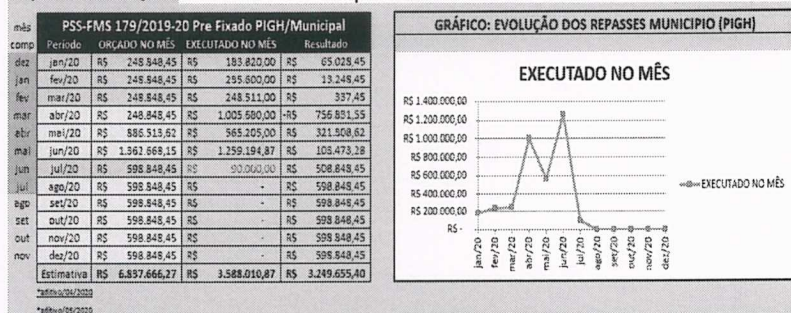 mês PSS-FMS 179/2019-20 Pre Fixado PIGH/Municipal
comp Periodo ORÇADO NO MÊS EXECUTADO NO MÊS Resultado
dez jan/20 R$ 248.848,45 R$ 183.820,00 R$ 65.028,45
jan fev/20 R$ 248.848,45 R$ 235.600,00 R$ 13.248,45
fev mar/20 R$ 248.848,45 R$ 248.511,00 R$ 337,45
mar abr/20 R$ 248.848,45 R$ 1.005.680,00 -R$ 756.831,55
abr mai/20 R$ 886.513,62 R$ 565.205,00 R$ 321.308,62
mai jun/20 R$ 1.362.668,15 R$ 1.259.194,87 R$ 103.473,28
jun jul/20 R$ 598.848,45 R$ 90.000,00 R$ 508.848,45
jul ago/20 R$ 598.848,45 R$ - R$ 598.848,45
ago set/20 R$ 598.848,45 R$ - R$ 598.848,45
set out/20 R$ 598.848,45 R$ - R$ 598.848,45
out nov/20 R$ 598.848,45 R$ - R$ 598.848,45
nov dez/20 R$ 598.848,45 R$ - R$ 598.848,45
Estimativa R$ 6.837.666,27 R$ 3.588.010,87 R$ 3.249.655,40
*aditivo/04/2020
*aditivo/05/2020
GRÁFICO: EVOLUÇÃO DOS REPASSES MUNICIPIO (PIGH)
EXECUTADO NO MÊS
R$ 1.400.000,00
R$ 1.200.000,00
R$ 1.000.000,00
R$ 800.000,00
R$ 600.000,00
R$ 400.000,00
R$ 200.000,00
R$ -
EXECUTADO NO MÊS
jan/20 fev/20 mar/20 abr/20 mai/20 jun/20 jul/20 ago/20 set/20 out/20 nov/20 dez/20